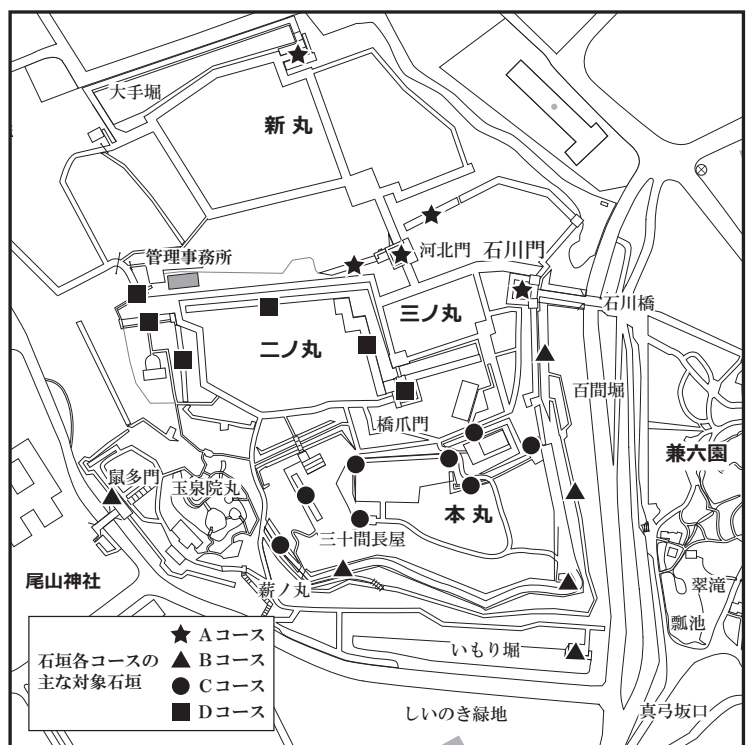 大手堀
新丸
管理事務所
河北門
石川門
石川橋
三ノ丸
二ノ丸
百間堀
橋爪門
兼六園
鼠多門
玉泉院丸
本丸
三十間長屋
尾山神社
薪ノ丸
翠滝
瓢池
いもり堀
しいのき緑地
真弓坂口
石垣各コースの
主な対象石垣
Aコース
Bコース
Cコース
Dコース